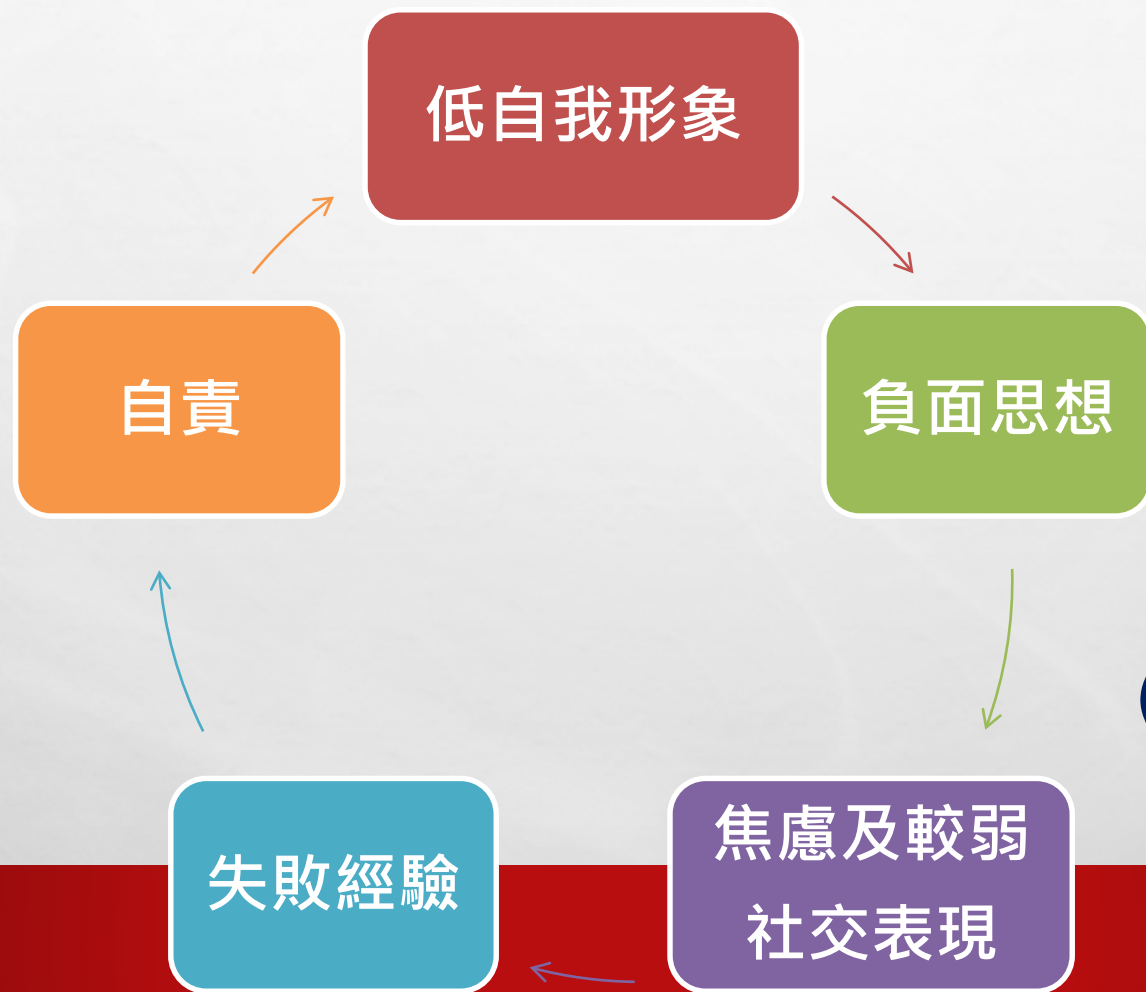 低自我形象
負面思想
焦慮及較弱
社交表現
失敗經驗
自責